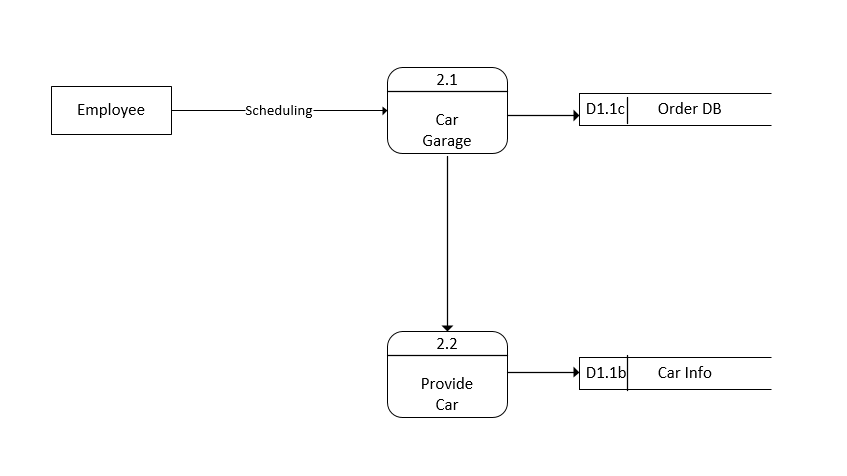 2.1
Employee
Scheduling
Car
Garage
D1.1c
Order DB
2.2
Provide
Car
D1.1b
Car Info